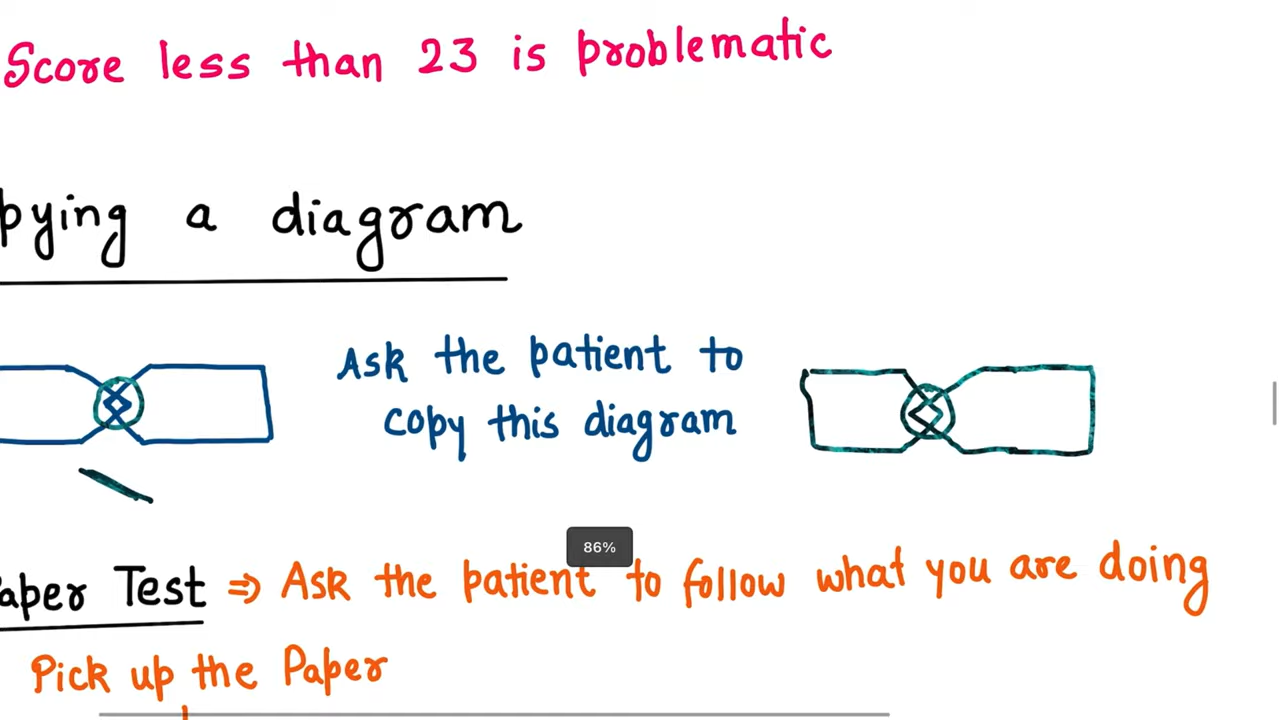 Score less than 23 is problematic
pying a diagram
Ask the patient to
copy this diagram
86%
aper Test ⇒ Ask the patient to follow what you are doing
Pick up the Paper